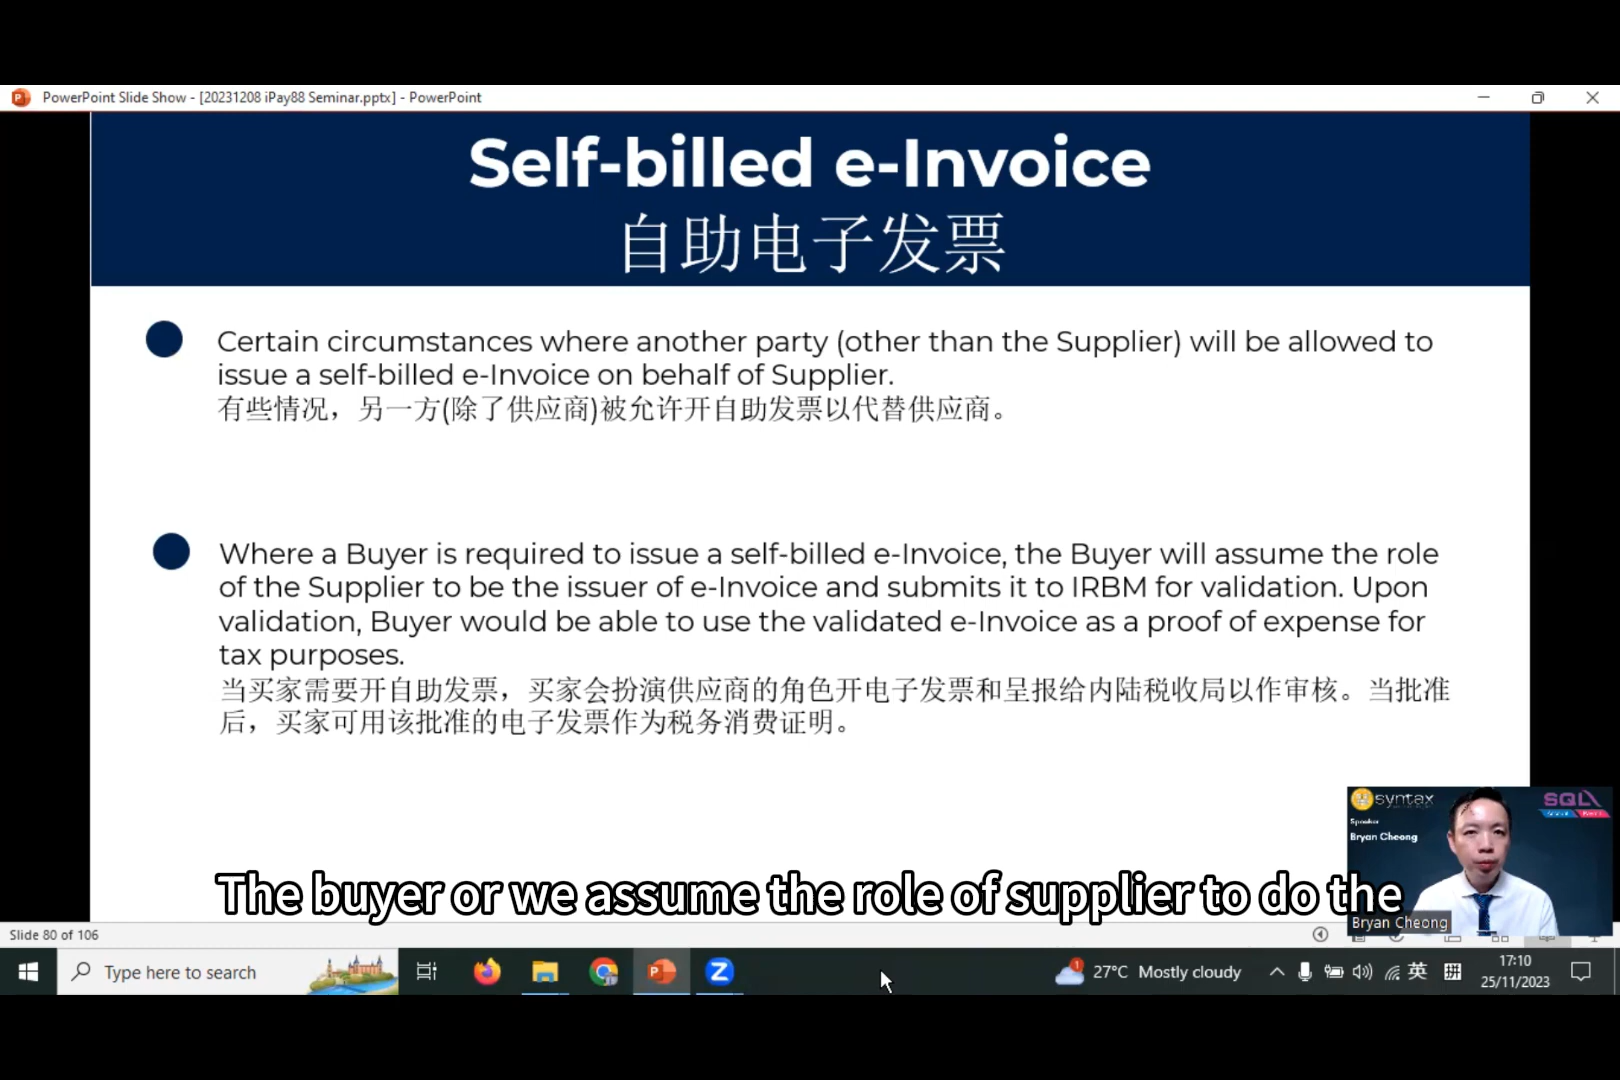 PowerPoint Slide Show - [20231208 iPay88 Seminar.pptx] - PowerPoint
Self-billed e-Invoice
自助电子发票
Certain circumstances where another party (other than the Supplier) will be allowed to
issue a self-billed e-Invoice on behalf of Supplier.
有些情况，另一方(除了供应商)被允许开自助发票以代替供应商。
Where a Buyer is required to issue a self-billed e-Invoice, the Buyer will assume the role
of the Supplier to be the issuer of e-Invoice and submits it to IRBM for validation. Upon
validation, Buyer would be able to use the validated e-Invoice as a proof of expense for
tax purposes.
当买家需要开自助发票，买家会扮演供应商的角色开电子发票和呈报给内陆税收局以作审核。当批准
后，买家可用该批准的电子发票作为税务消费证明。
syntax
SQL
Speaker
Bryan Cheong
The buyer or we assume the role of supplier to do the
Bryan Cheong
Slide 80 of 106
Type here to search
27°C Mostly cloudy
英
拼
17:10
25/11/2023